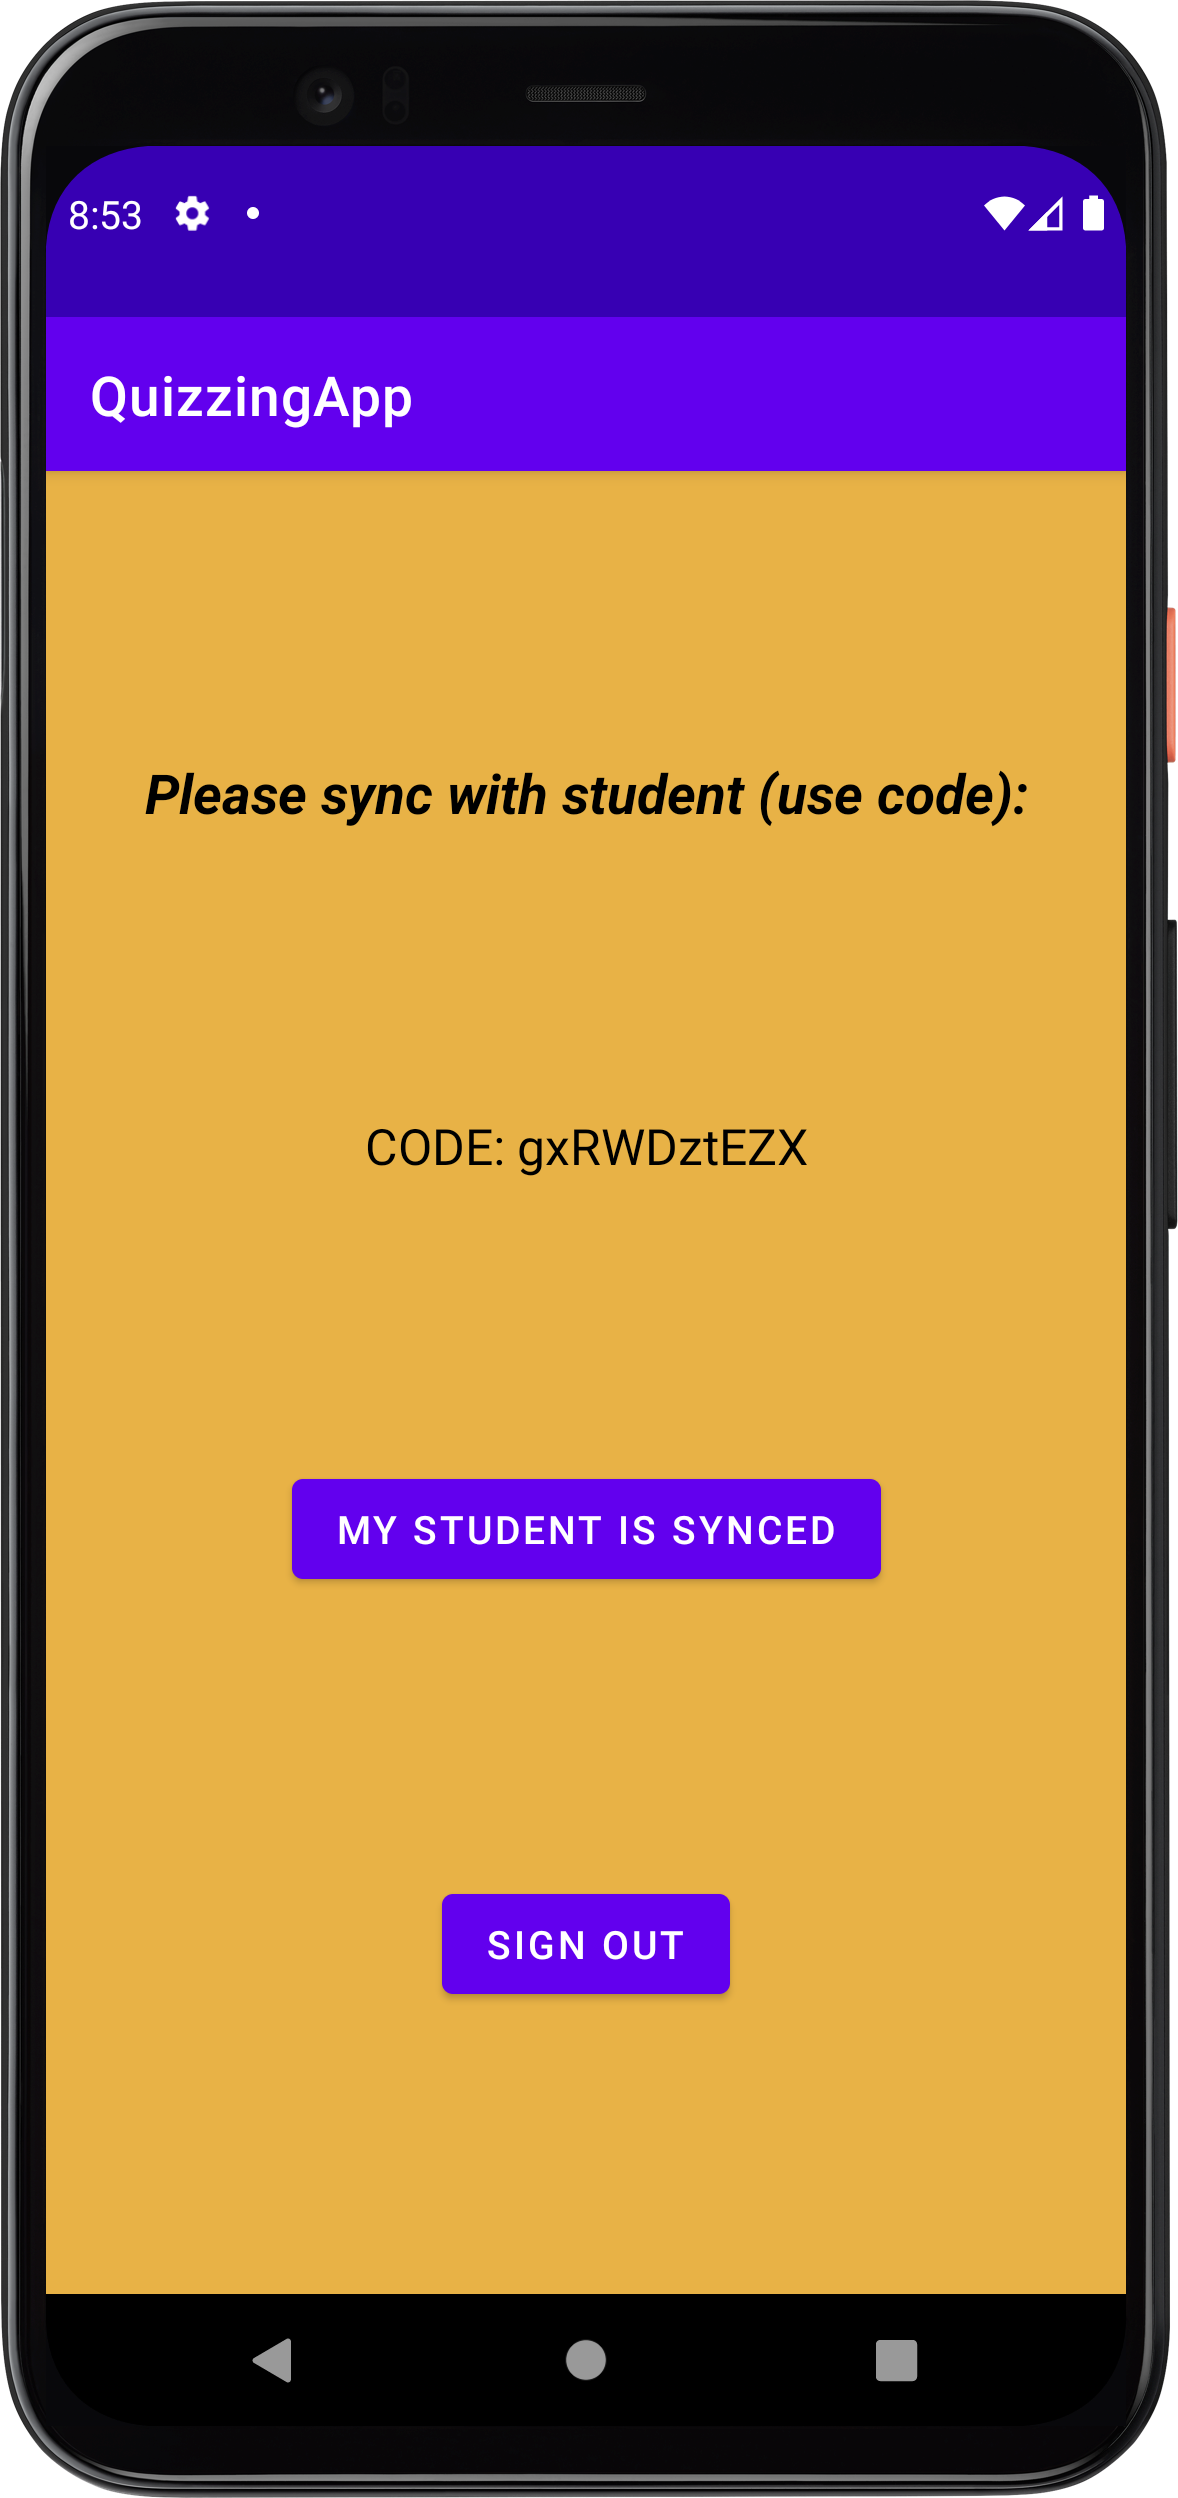 8:53
QuizzingApp
Please sync with student (use code):
CODE: gxRWDztEZX
MY STUDENT IS SYNCED
SIGN OUT